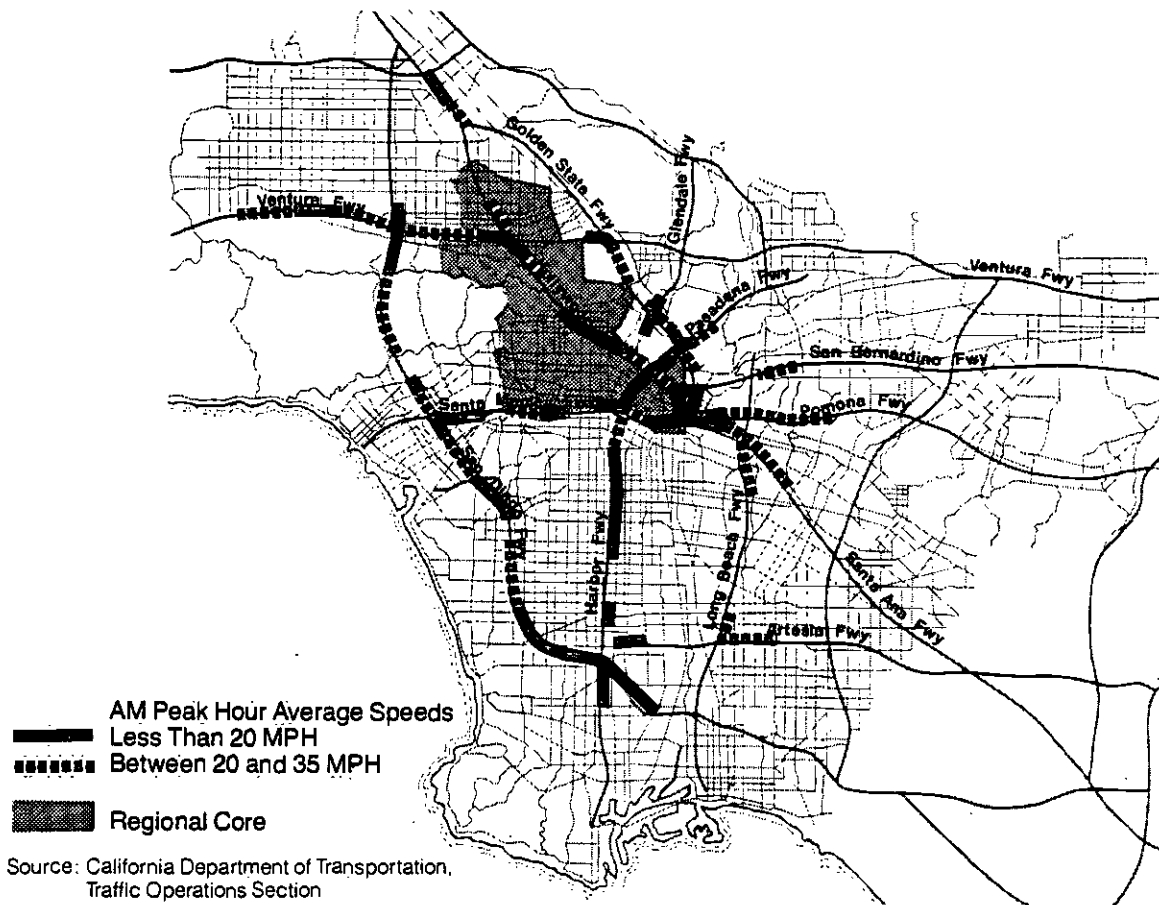 Golden State Fwy
Glendale Fwy
Ventura Fwy
Pasadena Fwy
Ventura Fwy
San Bernardino Fwy
Santa
Pomona Fwy
San Diego
Fwy
Harbor Fwy
Long Beach Fwy
Santa Ana Fwy
Artesia Fwy
AM Peak Hour Average Speeds
Less Than 20 MPH
Between 20 and 35 MPH
Regional Core
Source: California Department of Transportation,
Traffic Operations Section